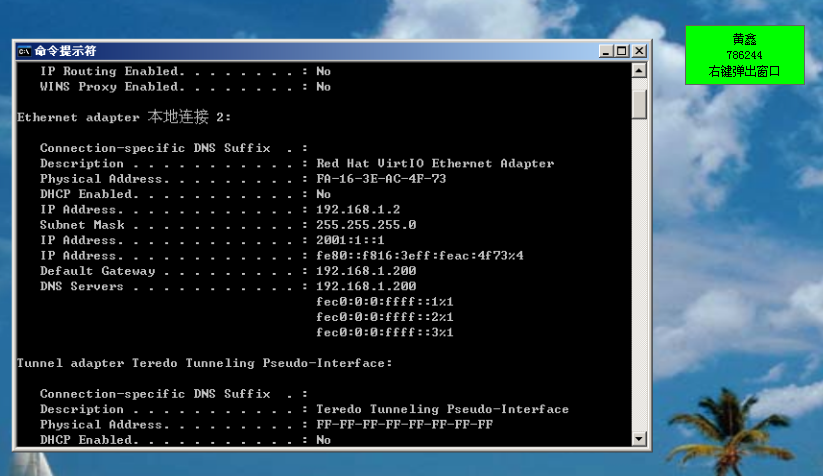 命令提示符
IP Routing Enabled. . . . . . . . : No
WINS Proxy Enabled. . . . . . . . : No
Ethernet adapter 本地连接 2:
Connection-specific DNS Suffix  . :
Description . . . . . . . . . . . : Red Hat VirtIO Ethernet Adapter
Physical Address. . . . . . . . . : FA-16-3E-AC-4F-73
DHCP Enabled. . . . . . . . . . . : No
IP Address. . . . . . . . . . . . : 192.168.1.2
Subnet Mask . . . . . . . . . . . : 255.255.255.0
IP Address. . . . . . . . . . . . : 2001:1::1
IP Address. . . . . . . . . . . . : fe80::f816:3eff:feac:4f73%4
Default Gateway . . . . . . . . . : 192.168.1.200
DNS Servers . . . . . . . . . . . : 192.168.1.200
fec0:0:0:ffff::1%1
fec0:0:0:ffff::2%1
fec0:0:0:ffff::3%1
Tunnel adapter Teredo Tunneling Pseudo-Interface:
Connection-specific DNS Suffix  . :
Description . . . . . . . . . . . : Teredo Tunneling Pseudo-Interface
Physical Address. . . . . . . . . : FF-FF-FF-FF-FF-FF-FF-FF
DHCP Enabled. . . . . . . . . . . : No
黄鑫
786244
右键弹出窗口